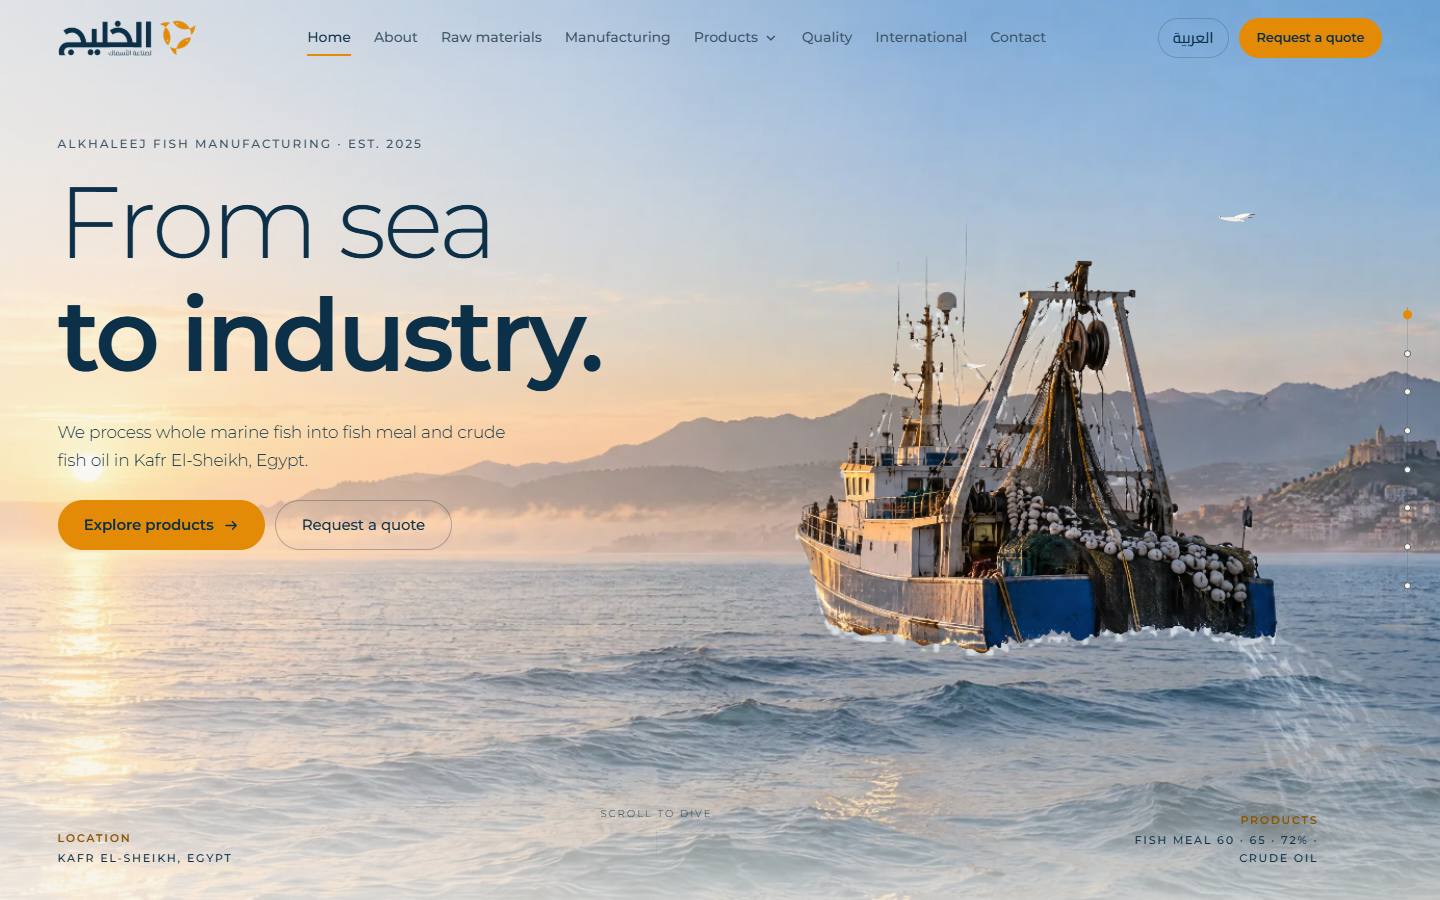 الخليج
لصناعة الأسماك
Home
About
Raw materials
Manufacturing
Products
Quality
International
Contact
العربية
Request a quote
ALKHALEEJ FISH MANUFACTURING · EST. 2025
From sea
to industry.
We process whole marine fish into fish meal and crude
fish oil in Kafr El-Sheikh, Egypt.
Explore products →
Request a quote
SCROLL TO DIVE
LOCATION
KAFR EL-SHEIKH, EGYPT
PRODUCTS
FISH MEAL 60 · 65 · 72% ·
CRUDE OIL